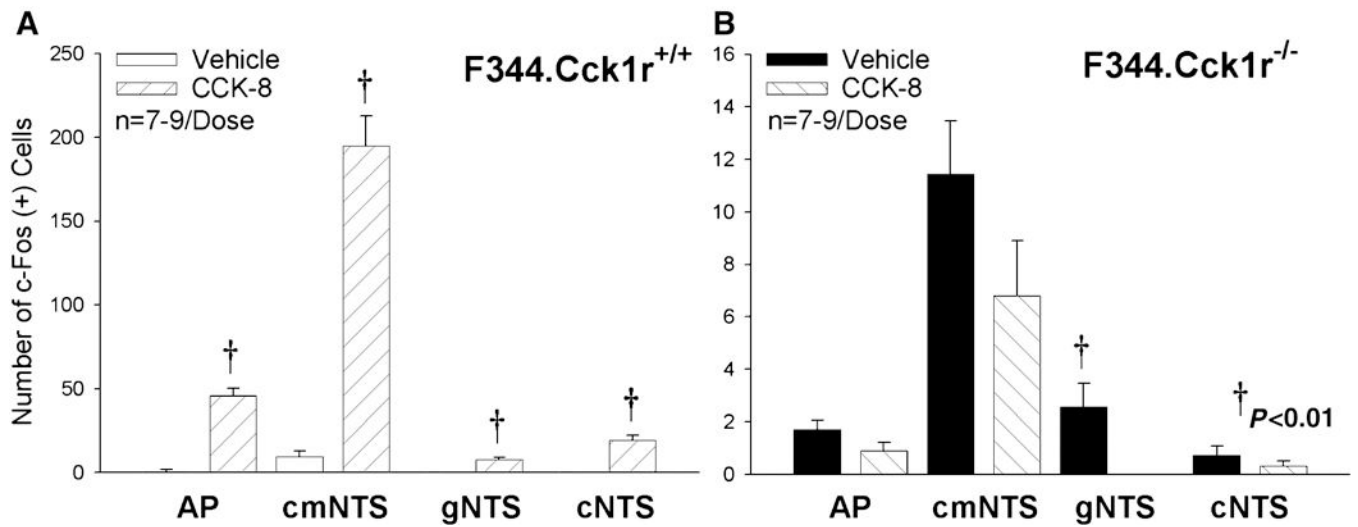 A
Number of c-Fos (+) Cells
250
200
150
100
50
0
Vehicle
CCK-8
n=7-9/Dose
F344.Cck1r+/+
†
†
†
†
AP cmNTS gNTS cNTS
B
16
14
12
10
8
6
4
2
0
Vehicle
CCK-8
n=7-9/Dose
F344.Cck1r-/-
†
† P<0.01
AP cmNTS gNTS cNTS